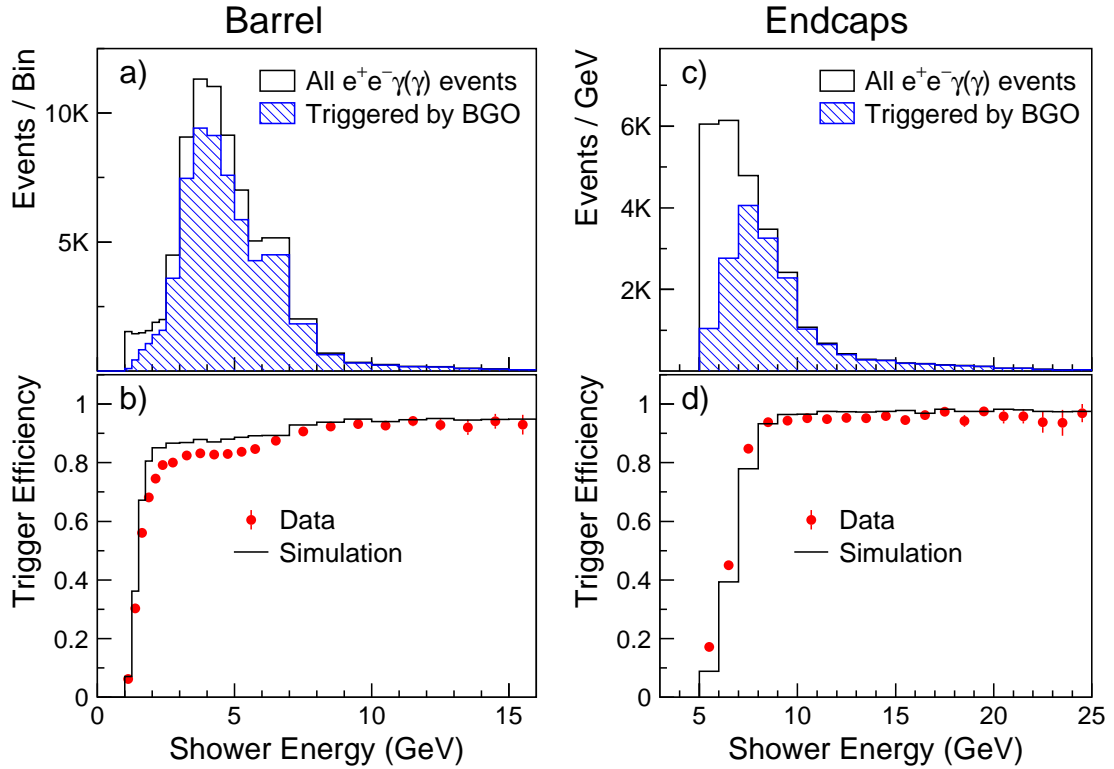 Barrel
Endcaps
a)
All e⁺e⁻γ(γ) events
Triggered by BGO
Events / Bin
10K
5K
c)
All e⁺e⁻γ(γ) events
Triggered by BGO
Events / GeV
6K
4K
2K
b)
Data
Simulation
Trigger Efficiency
1
0.8
0.6
0.4
0.2
0
0 5 10 15
Shower Energy (GeV)
d)
Data
Simulation
Trigger Efficiency
1
0.8
0.6
0.4
0.2
0
5 10 15 20 25
Shower Energy (GeV)